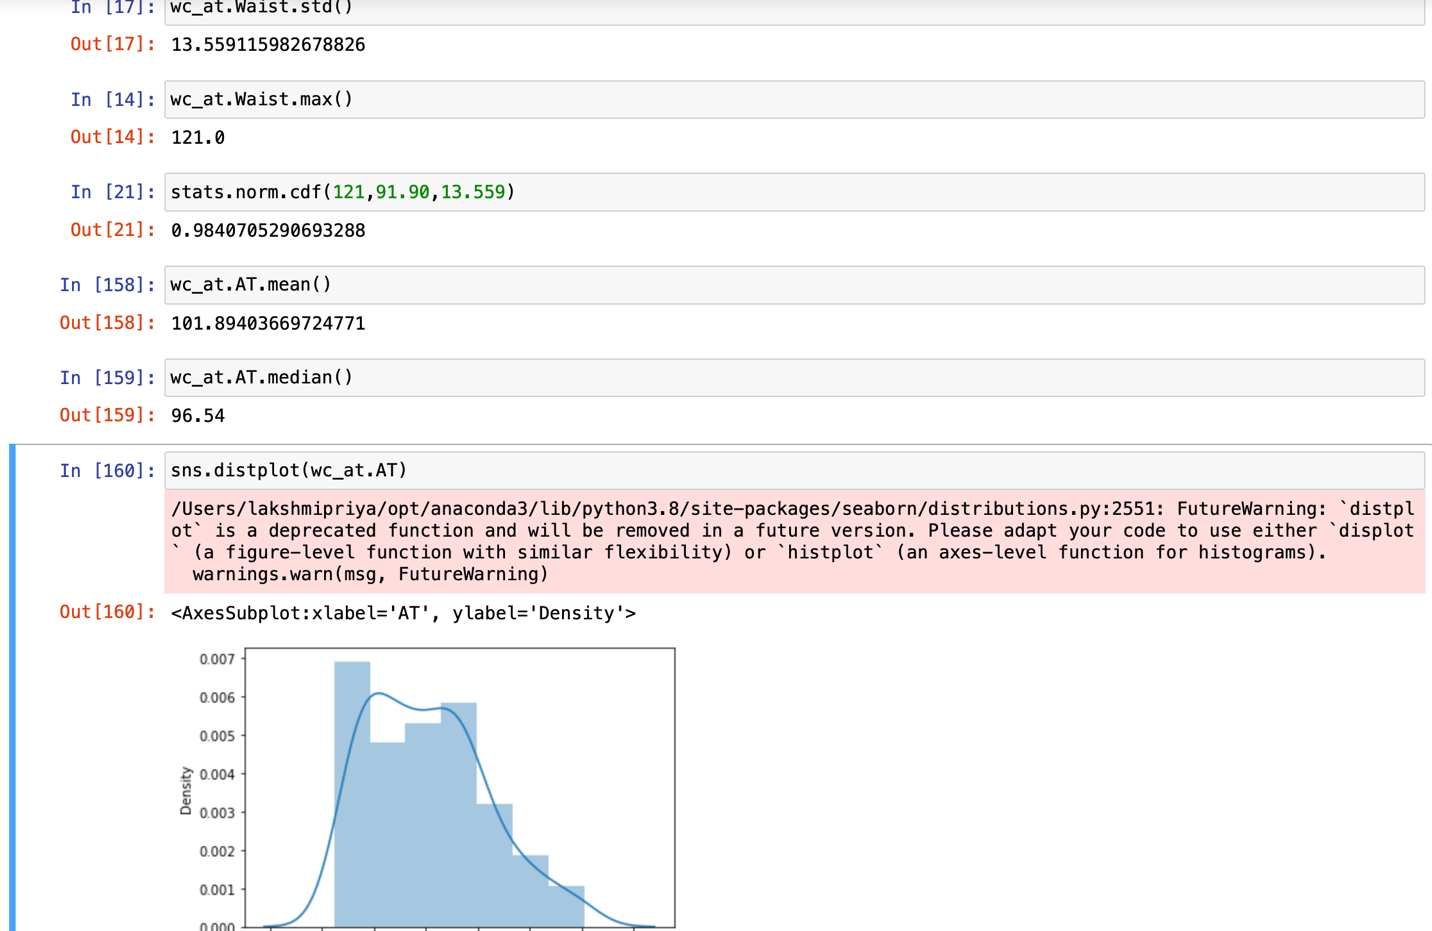 In [17]: wc_at.Waist.std()
Out[17]: 13.559115982678826
In [14]: wc_at.Waist.max()
Out[14]: 121.0
In [21]: stats.norm.cdf(121,91.90,13.559)
Out[21]: 0.9840705290693288
In [158]: wc_at.AT.mean()
Out[158]: 101.89403669724771
In [159]: wc_at.AT.median()
Out[159]: 96.54
In [160]: sns.distplot(wc_at.AT)
/Users/lakshmipriya/opt/anaconda3/lib/python3.8/site-packages/seaborn/distributions.py:2551: FutureWarning: `distpl
ot` is a deprecated function and will be removed in a future version. Please adapt your code to use either `displot
` (a figure-level function with similar flexibility) or `histplot` (an axes-level function for histograms).
warnings.warn(msg, FutureWarning)
Out[160]: <AxesSubplot:xlabel='AT', ylabel='Density'>
0.007
0.006
0.005
0.004
Density
0.003
0.002
0.001
0.000